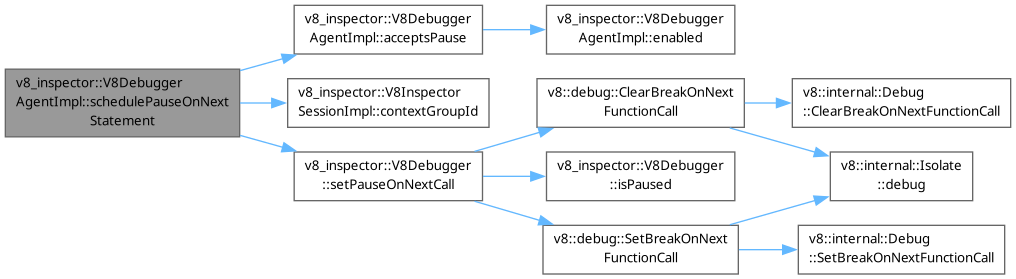 v8_inspector::V8Debugger
AgentImpl::schedulePauseOnNext
Statement
v8_inspector::V8Debugger
AgentImpl::acceptsPause
v8_inspector::V8Debugger
AgentImpl::enabled
v8_inspector::V8Inspector
SessionImpl::contextGroupId
v8_inspector::V8Debugger
::setPauseOnNextCall
v8::debug::ClearBreakOnNext
FunctionCall
v8::internal::Debug
::ClearBreakOnNextFunctionCall
v8::internal::Isolate
::debug
v8_inspector::V8Debugger
::isPaused
v8::debug::SetBreakOnNext
FunctionCall
v8::internal::Debug
::SetBreakOnNextFunctionCall